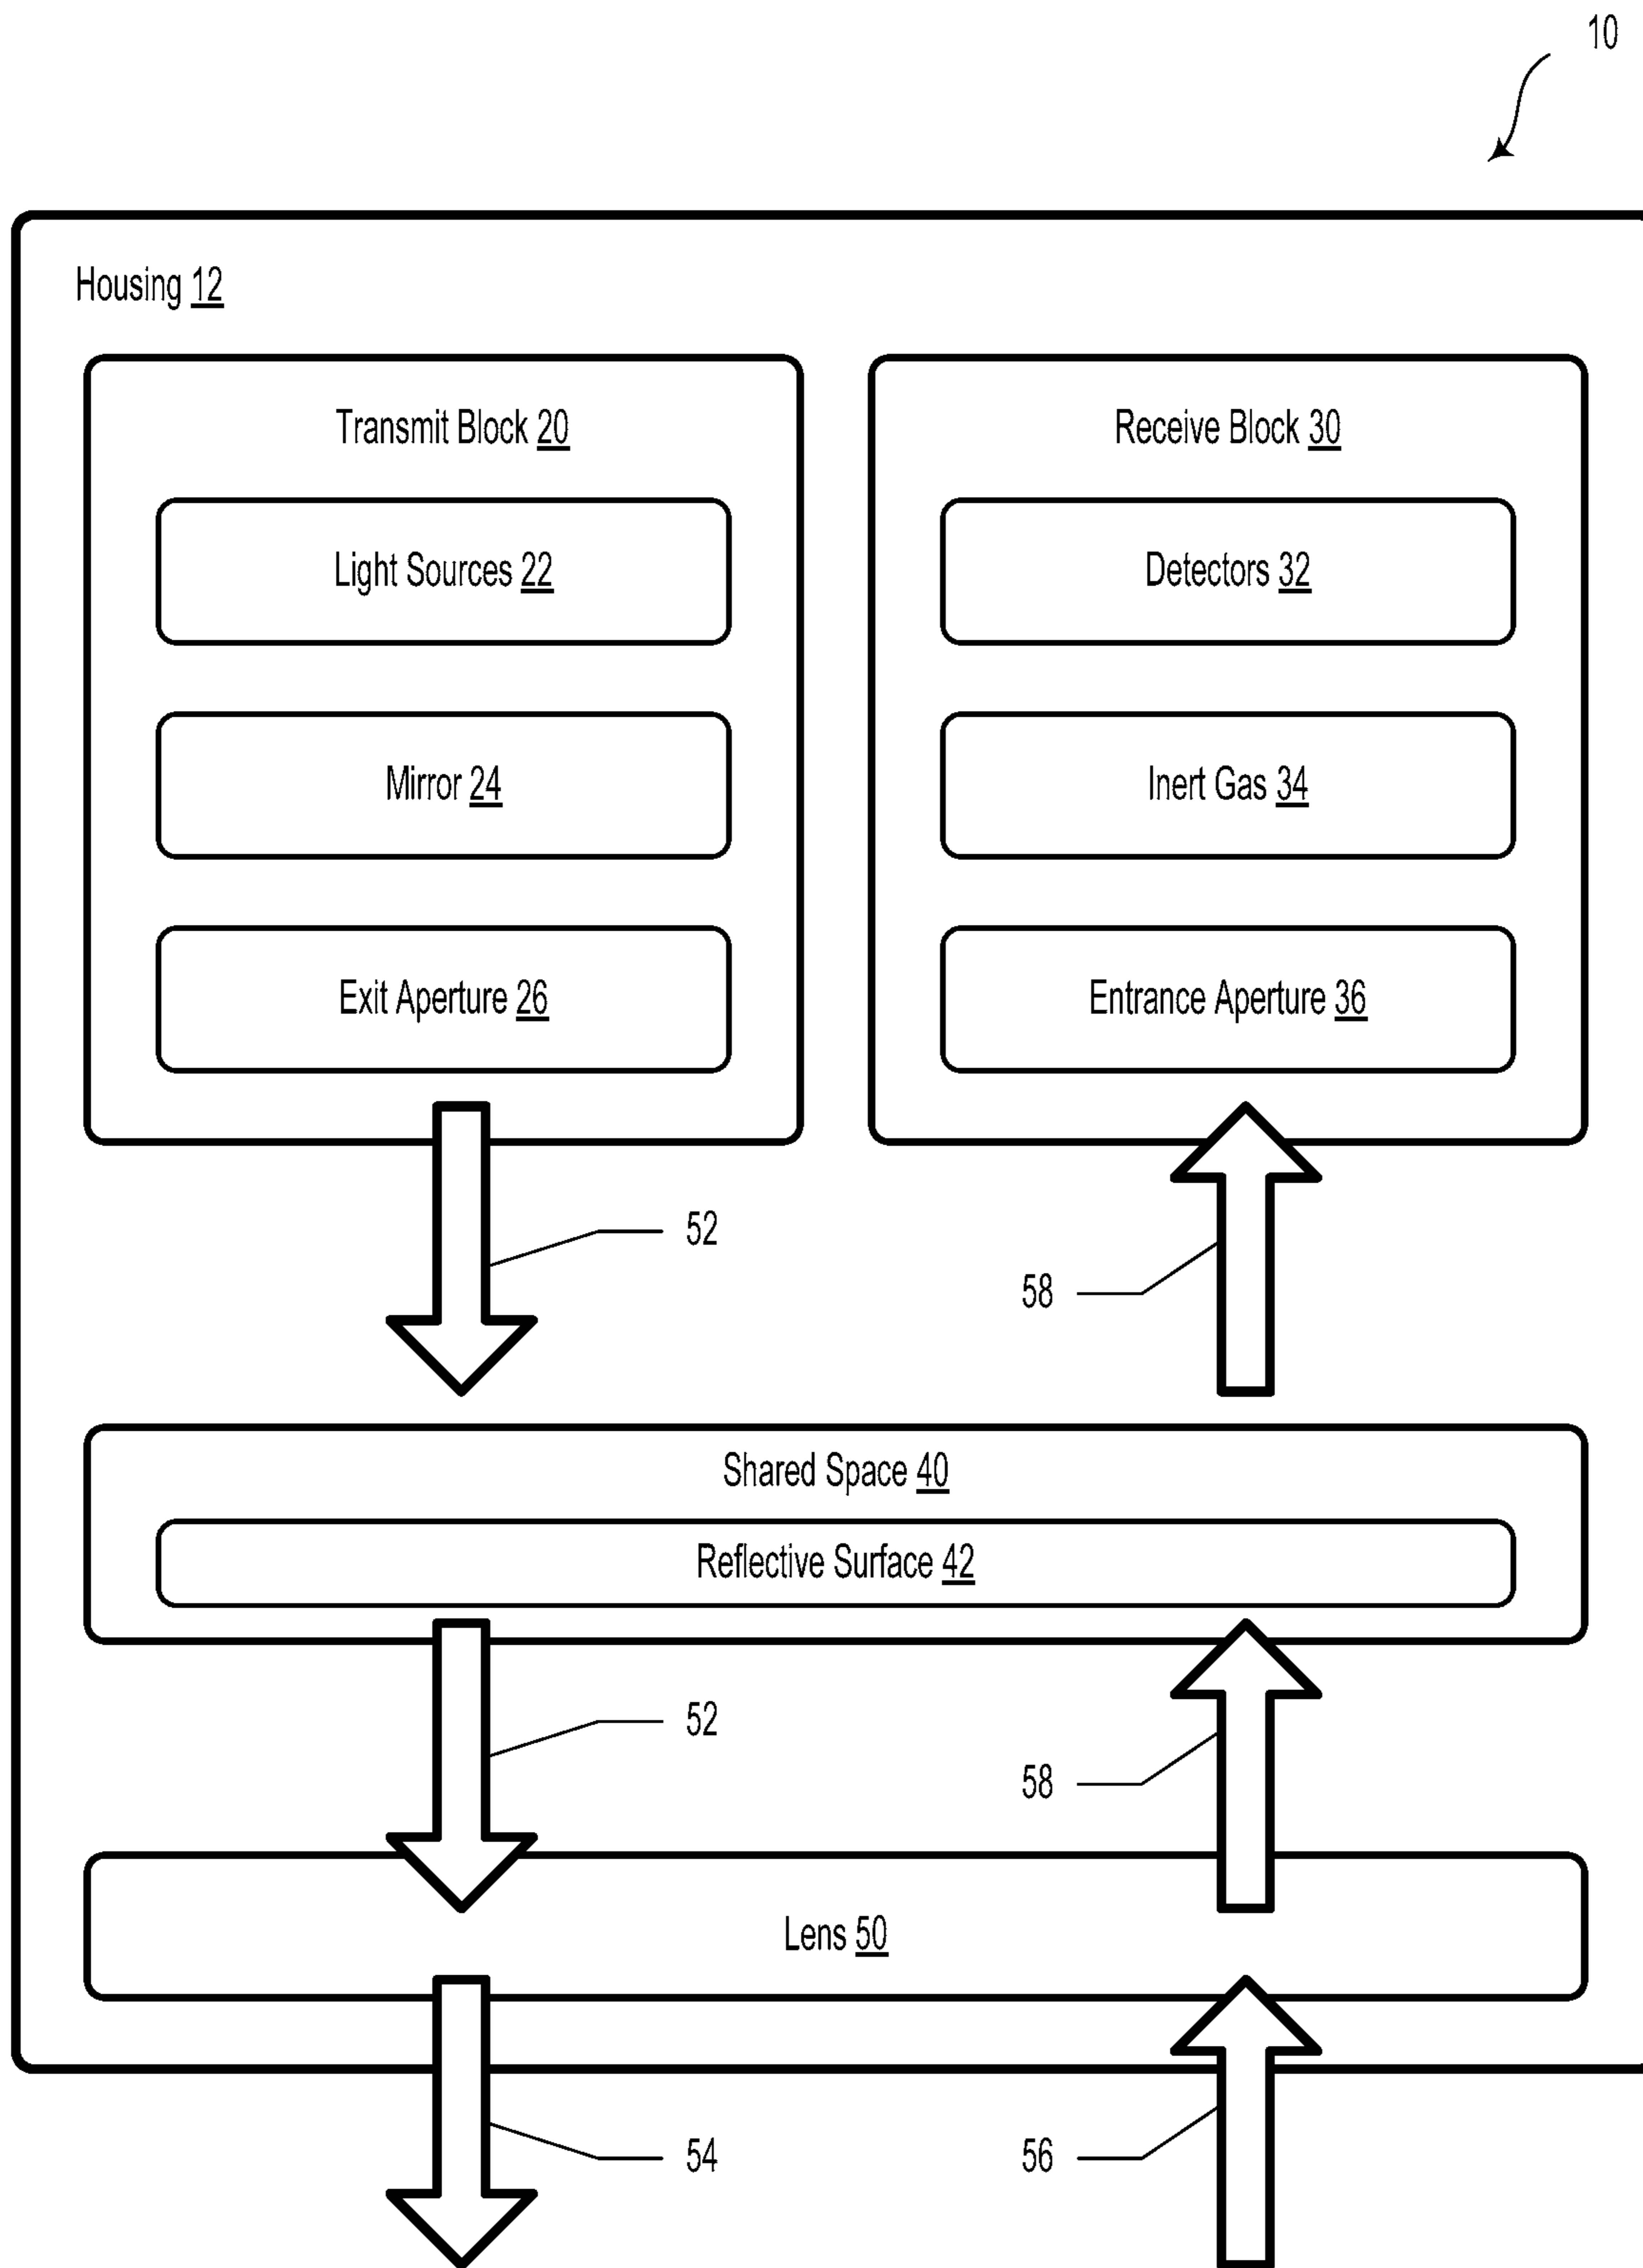 10
Housing 12
Transmit Block 20
Receive Block 30
Light Sources 22
Detectors 32
Mirror 24
Inert Gas 34
Exit Aperture 26
Entrance Aperture 36
52
58
Shared Space 40
Reflective Surface 42
52
58
Lens 50
54
56